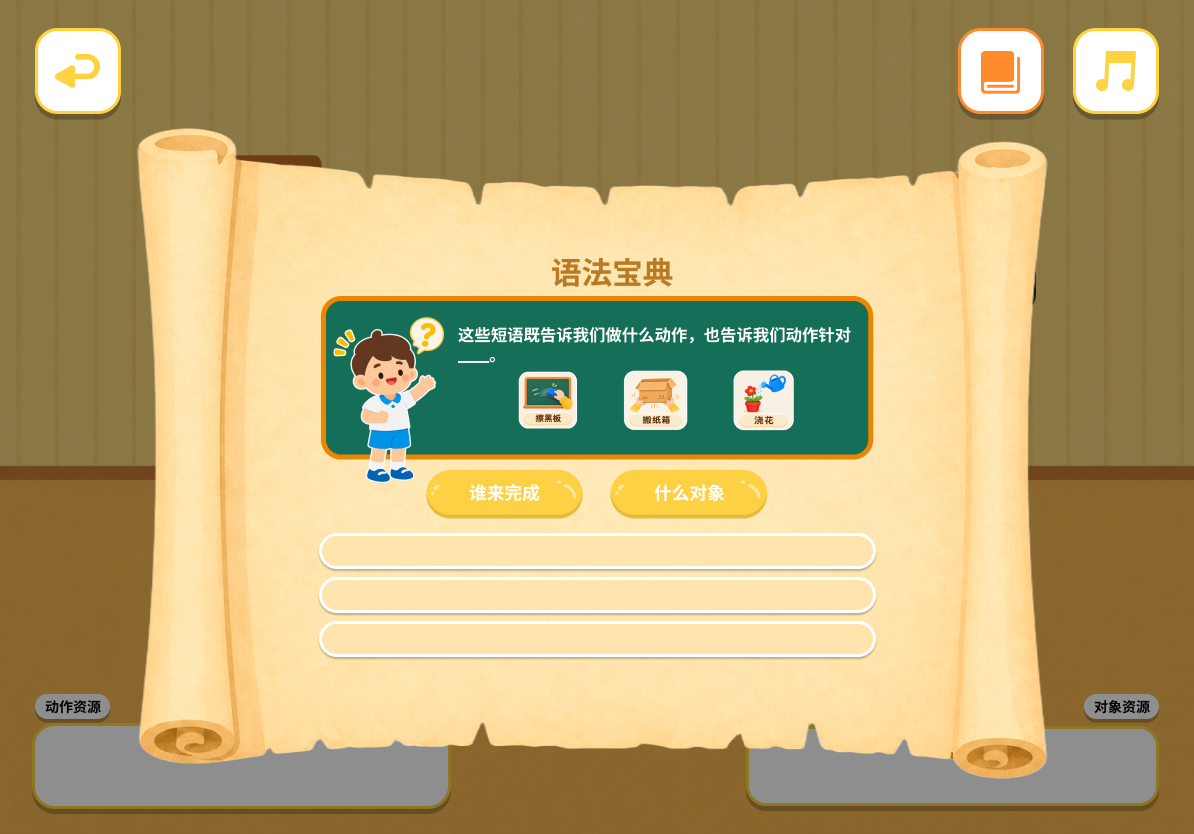 语法宝典
?
这些短语既告诉我们做什么动作，也告诉我们动作针对
____。
擦黑板
搬纸箱
浇花
谁来完成
什么对象
动作资源
对象资源